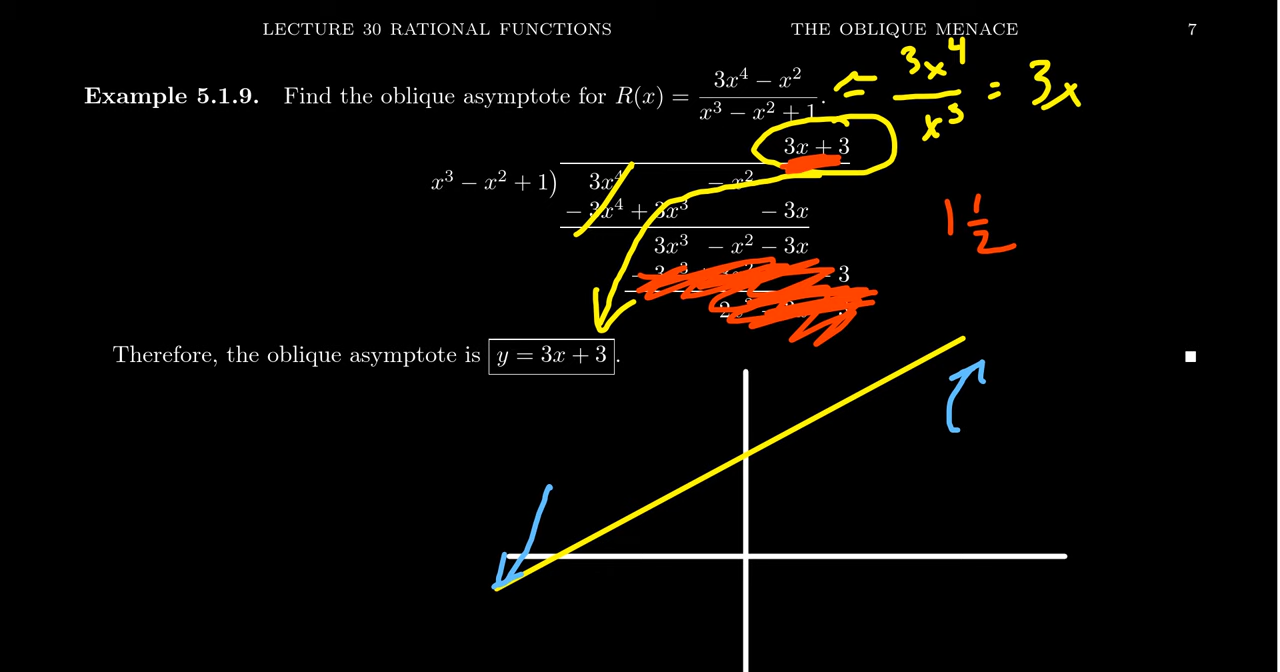 LECTURE 30 RATIONAL FUNCTIONS THE OBLIQUE MENACE 7
Example 5.1.9. Find the oblique asymptote for R(x) = (3x⁴ − x²)/(x³ − x² + 1). ≈ 3x⁴/x³ = 3x
3x + 3
x³ − x² + 1) 3x⁴ − x²
− 3x⁴ + 3x³ − 3x
1 1/2
3x³ − x² − 3x
3
Therefore, the oblique asymptote is y = 3x + 3.